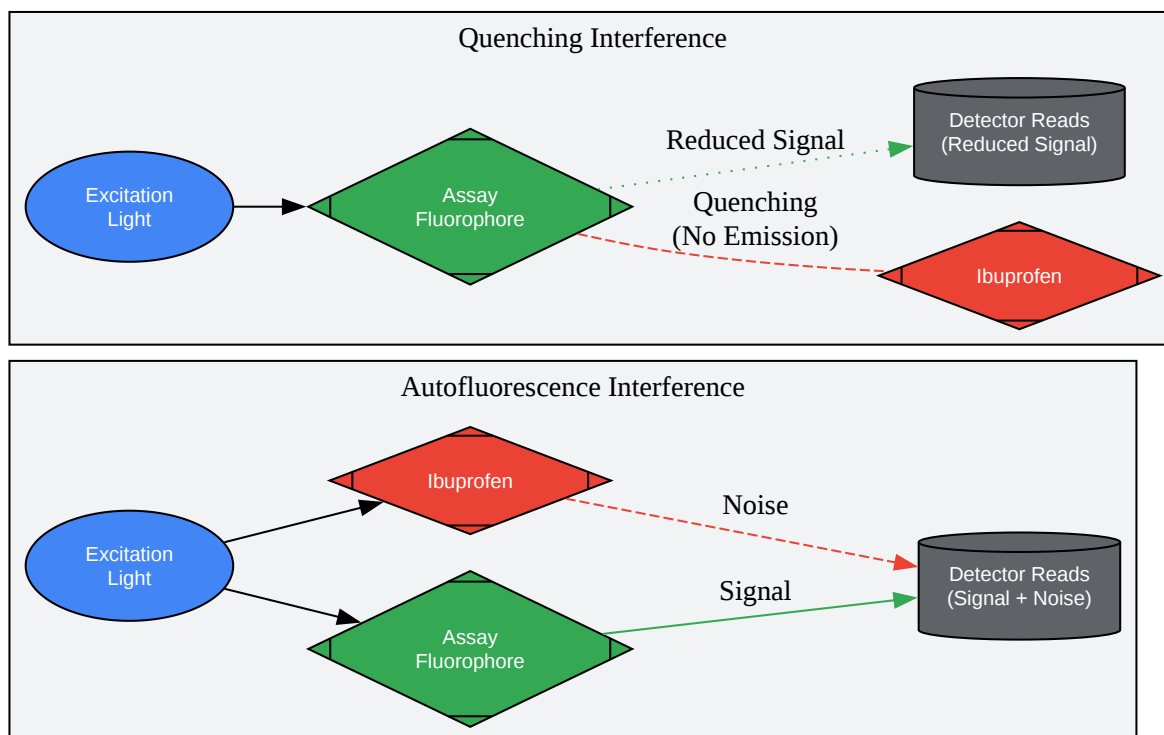 Quenching Interference
Excitation
Light
Assay
Fluorophore
Reduced Signal
Quenching
(No Emission)
Detector Reads
(Reduced Signal)
Ibuprofen
Autofluorescence Interference
Excitation
Light
Ibuprofen
Assay
Fluorophore
Noise
Signal
Detector Reads
(Signal + Noise)